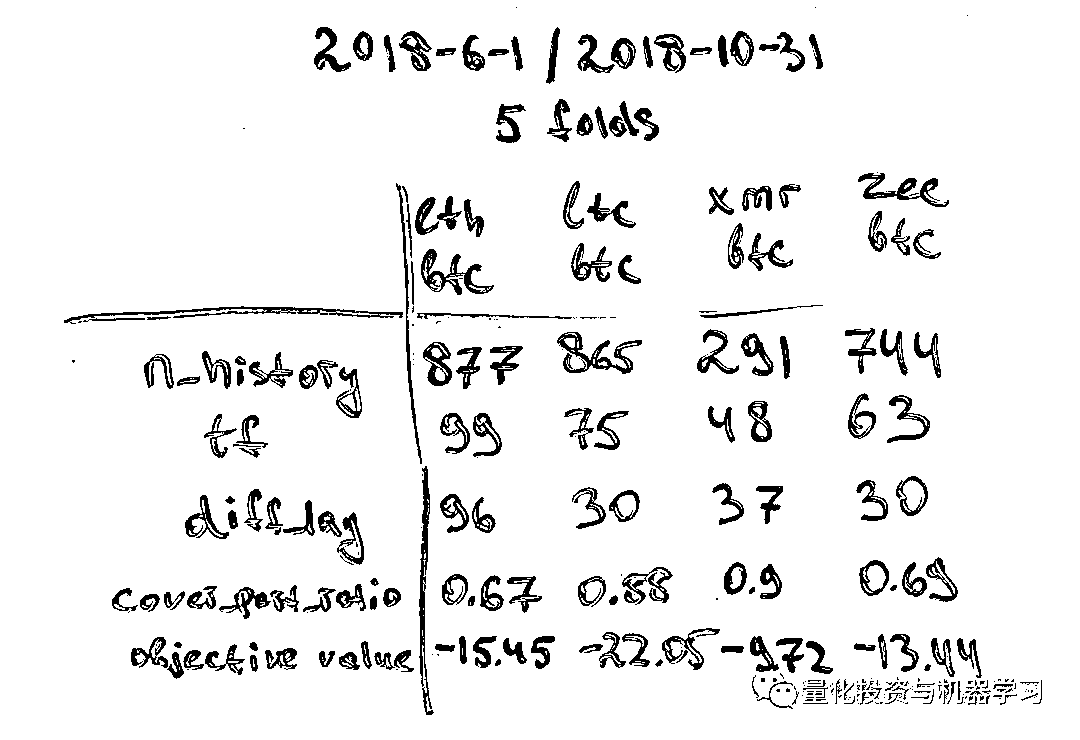 2018-6-1 / 2018-10-31
5 folds
eth ltc xmr zec
btc btc btc btc
n_history 877 865 291 744
tf 99 75 48 63
diff_lag 96 30 37 30
cover_part_ratio 0.67 0.88 0.9 0.69
objective value -15.45 -22.05 -9.72 -13.44
量化投资与机器学习